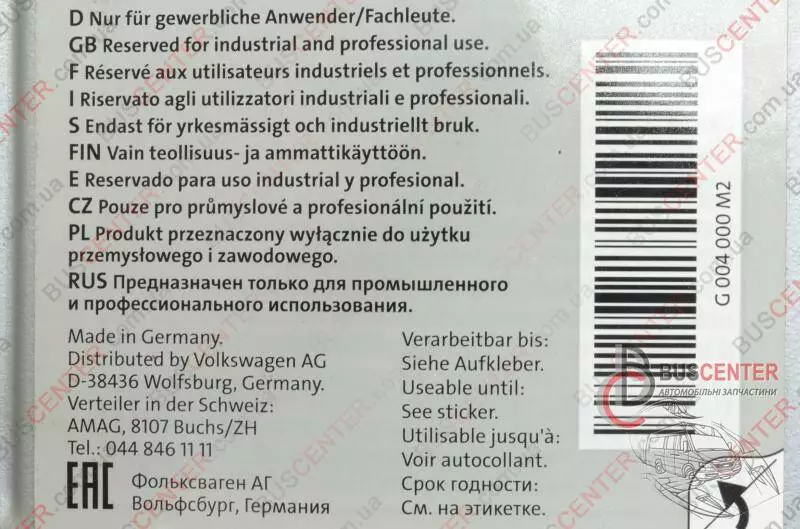 D Nur für gewerbliche Anwender/Fachleute.
GB Reserved for industrial and professional use.
F Réservé aux utilisateurs industriels et professionnels.
I Riservato agli utilizzatori industriali e professionali.
S Endast för yrkesmässigt och industriellt bruk.
FIN Vain teollisuus- ja ammattikäyttöön.
E Reservado para uso industrial y profesional.
CZ Pouze pro průmyslové a profesionální použití.
PL Produkt przeznaczony wyłącznie do użytku
przemysłowego i zawodowego.
RUS Предназначен только для промышленного
и профессионального использования.
Made in Germany.
Distributed by Volkswagen AG
D-38436 Wolfsburg, Germany.
Verteiler in der Schweiz:
AMAG, 8107 Buchs/ZH
Tel.: 044 846 11 11
EAC
Фольксваген АГ
Вольфсбург, Германия
Verarbeitbar bis:
Siehe Aufkleber.
Useable until:
See sticker.
Utilisable jusqu'à:
Voir autocollant.
Срок годности:
См. на этикетке.
G 004 000 M2
BUSCENTER
АВТОМОБІЛЬНІ ЗАПЧАСТИНИ
BUSCENTER.com.ua